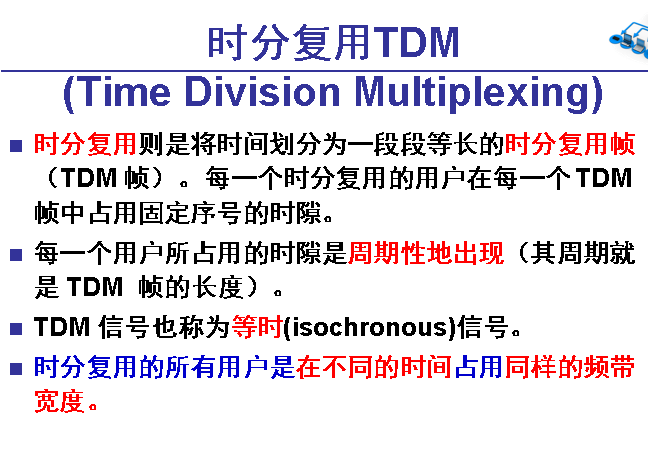 时分复用TDM
(Time Division Multiplexing)
时分复用则是将时间划分为一段段等长的时分复用帧
（TDM 帧）。每一个时分复用的用户在每一个 TDM
帧中占用固定序号的时隙。
每一个用户所占用的时隙是周期性地出现（其周期就
是 TDM 帧的长度）。
TDM 信号也称为等时(isochronous)信号。
时分复用的所有用户是在不同的时间占用同样的频带
宽度。